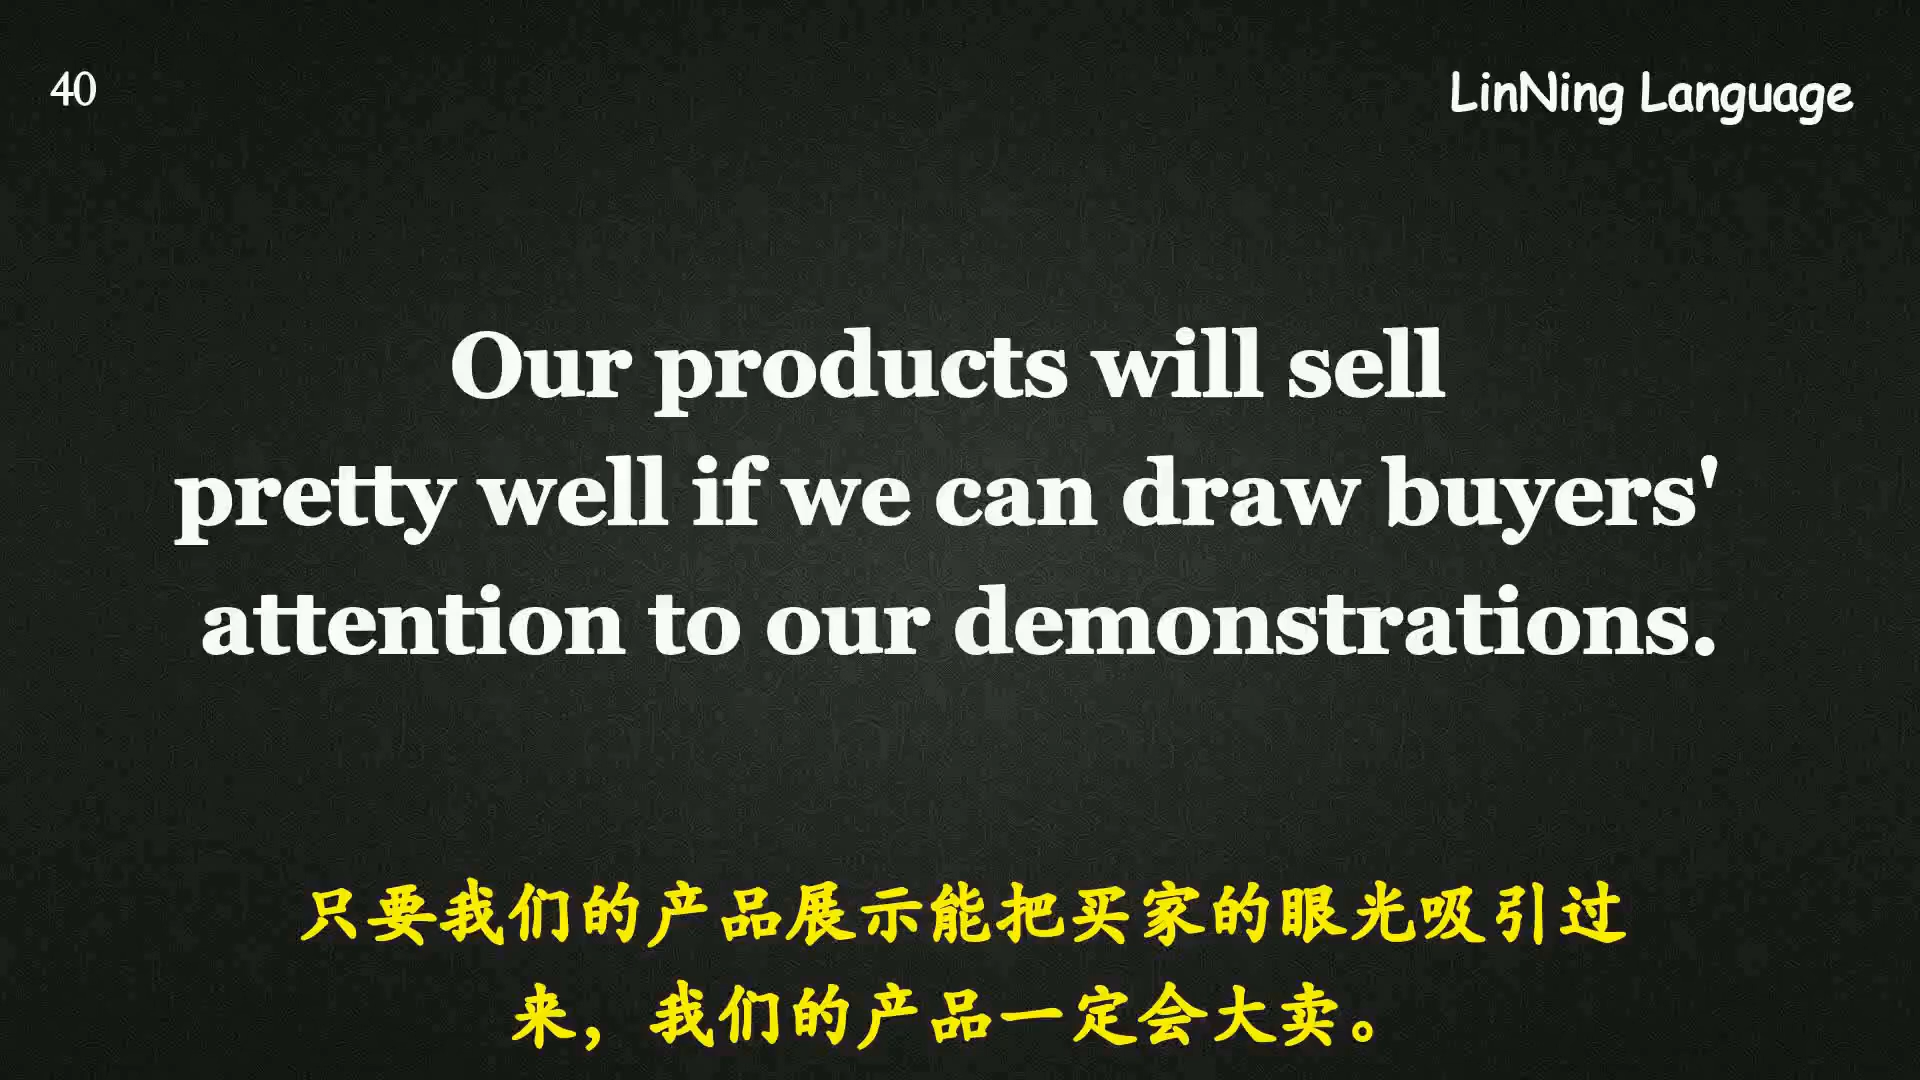 40
LinNing Language
Our products will sell
pretty well if we can draw buyers'
attention to our demonstrations.
只要我们的产品展示能把买家的眼光吸引过
来，我们的产品一定会大卖。